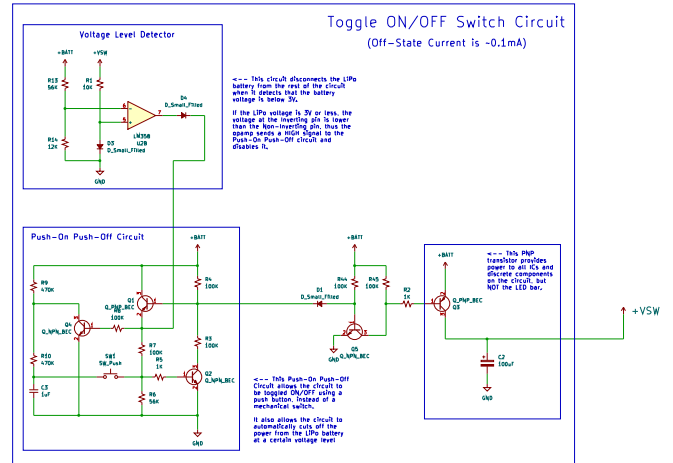 Toggle ON/OFF Switch Circuit
(Off-State Current is ~0.1mA)
Voltage Level Detector
+BATT
+VSW
R13
56K
R1
10K
D4
D_Small_Filled
6
5
7
LM358
U2B
R14
12K
D3
D_Small_Filled
GND
<-- This circuit disconnects the LiPo
battery from the rest of the circuit
when it detects that the battery
voltage is below 3V.
If the LiPo voltage is 3V or less, the
voltage at the Inverting pin is lower
than the Non-Inverting pin, thus the
opamp sends a HIGH signal to the
Push-On Push-Off circuit and
disables it.
Push-On Push-Off Circuit
+BATT
R9
470K
Q1
Q_PNP_BEC
R4
100K
Q4
Q_NPN_BEC
R8
100K
R10
470K
R7
100K
R3
100K
SW1
SW_Push
R5
1K
Q2
Q_NPN_BEC
C3
1uF
R6
56K
GND
D1
D_Small_Filled
+BATT
R44
100K
R45
100K
R2
1K
GND
Q5
Q_NPN_BEC
+BATT
<-- This PNP
transistor provides
power to all ICs and
discrete components
on the circuit, but
NOT the LED bar,
Q_PNP_BEC
Q3
C2
100uF
GND
+VSW
<-- This Push-On Push-Off
Circuit allows the circuit to
be toggled ON/OFF using a
push button, instead of a
mechanical switch.
It also allows the circuit to
automatically cuts off the
power from the LiPo battery
at a certain voltage level